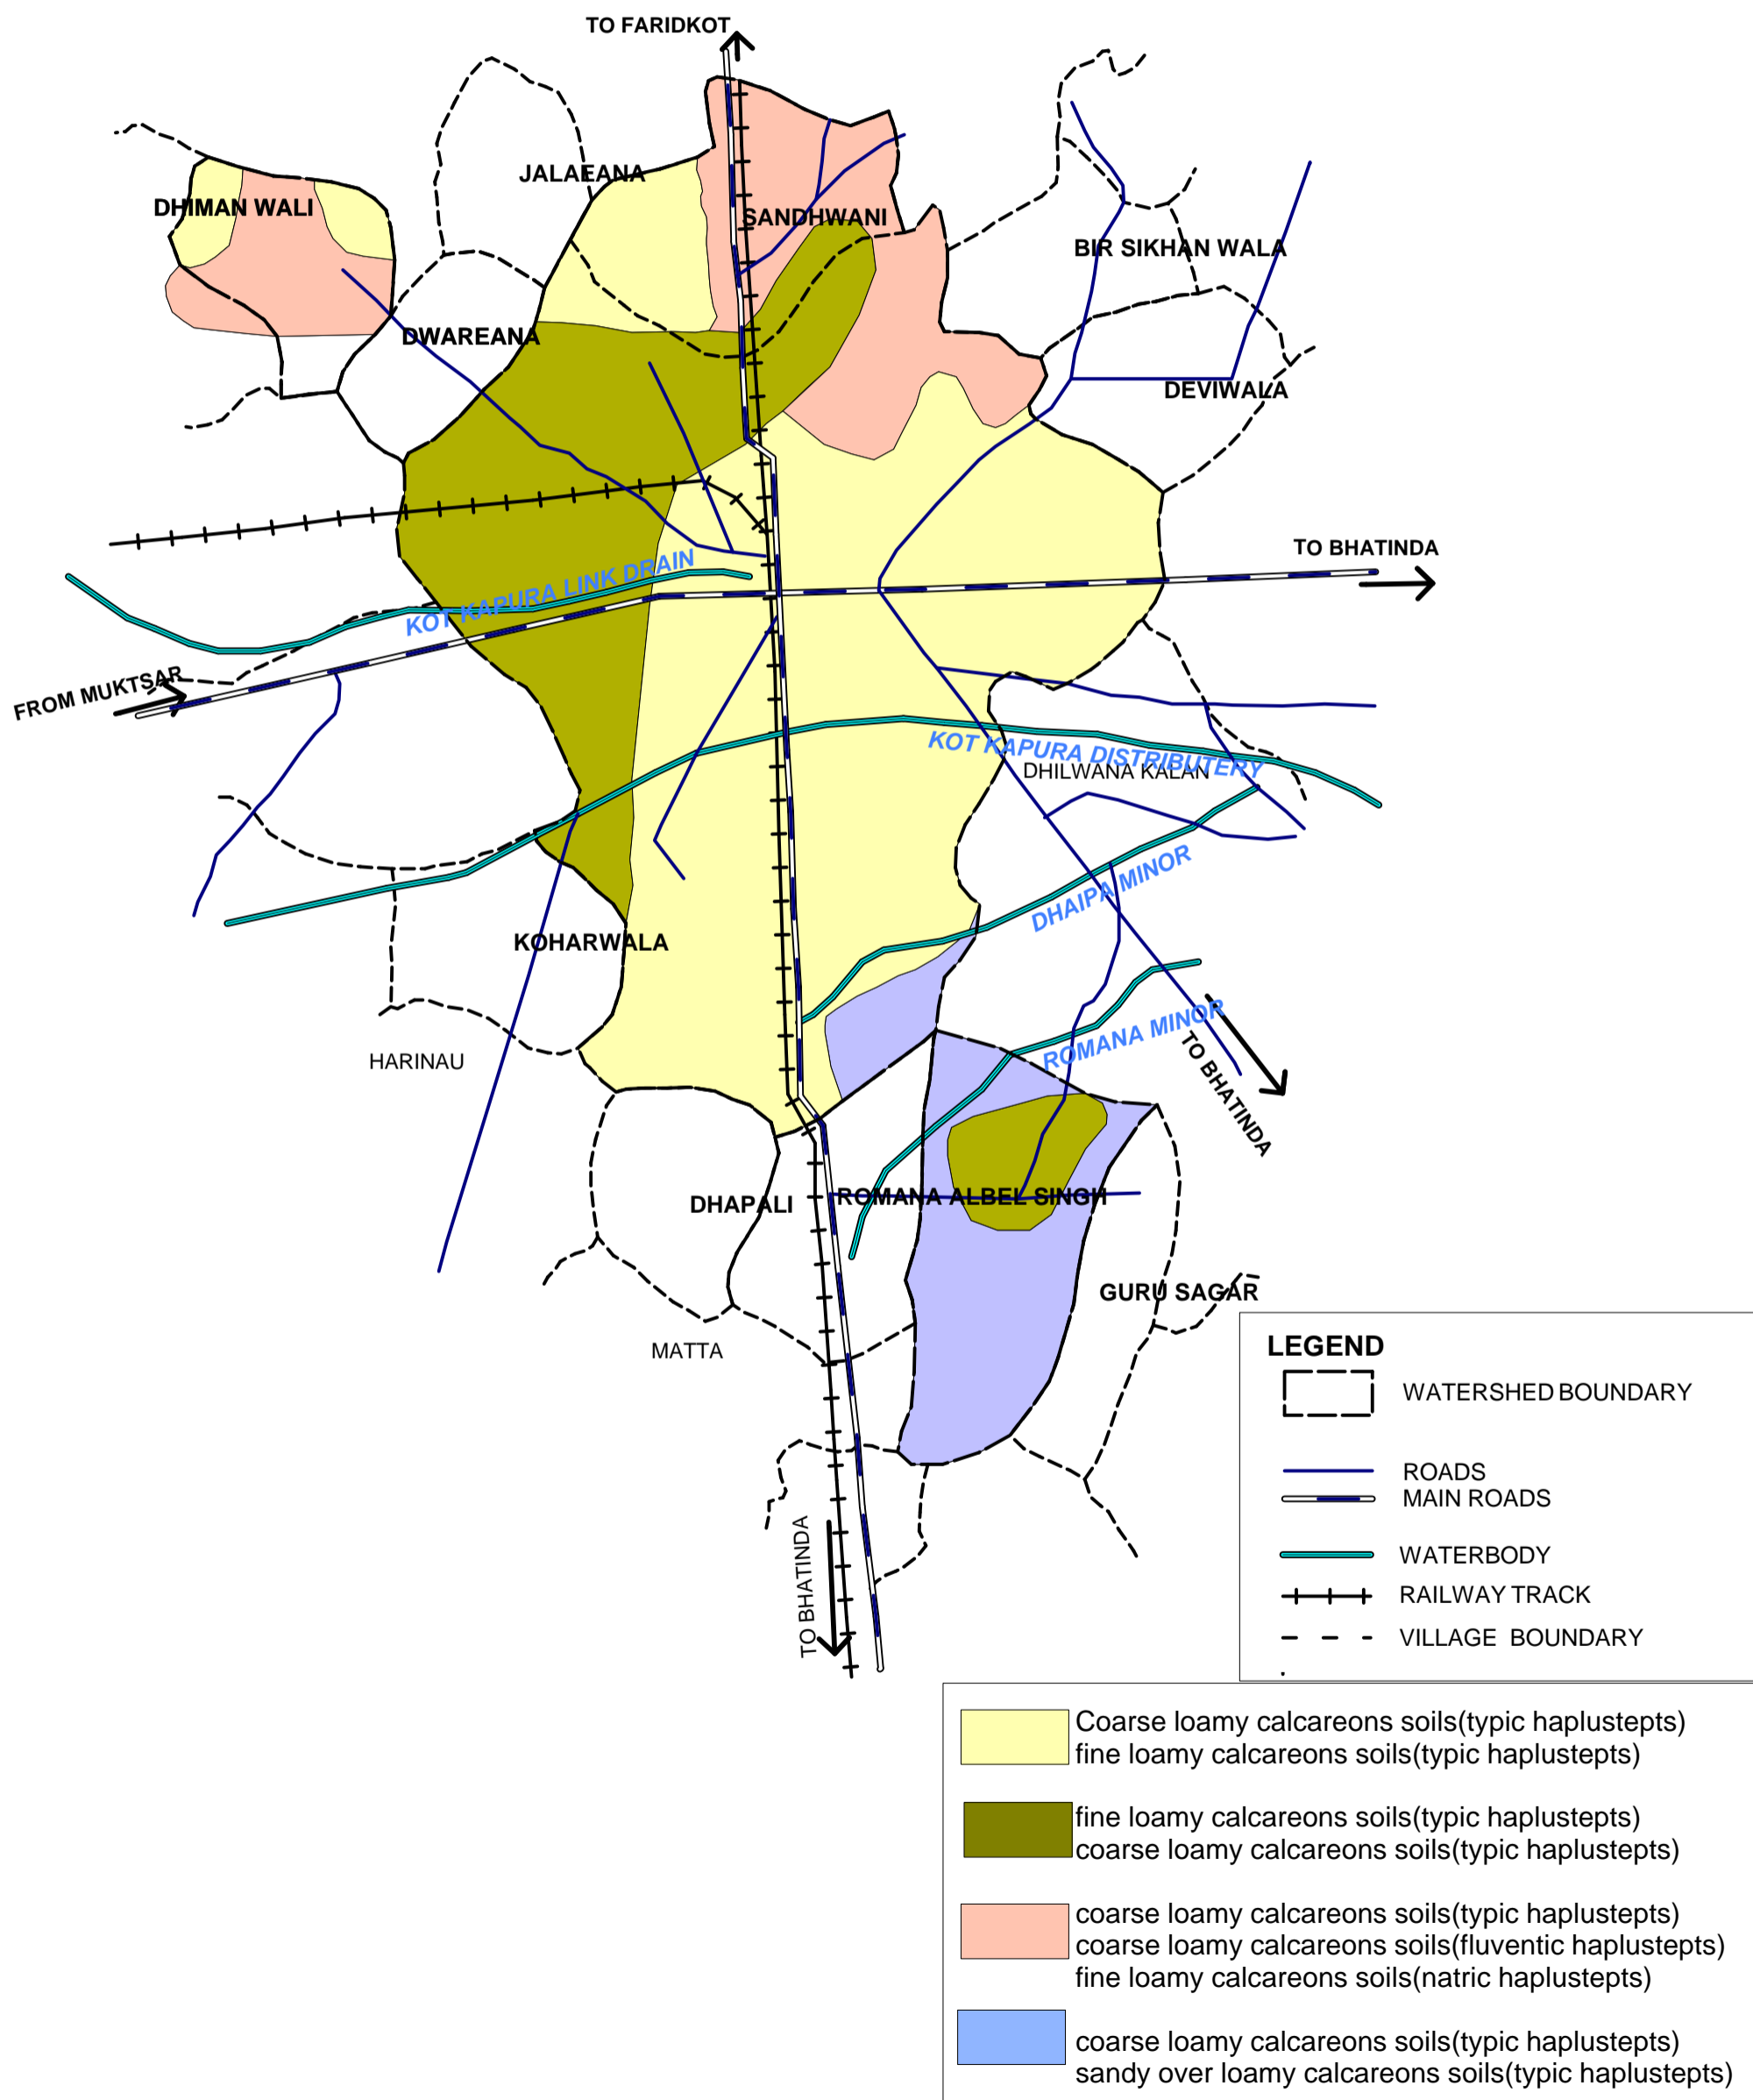 TO FARIDKOT
JALAEANA
DHIMAN WALI
SANDHWANI
BIR SIKHAN WALA
DWAREANA
DEVIWALA
TO BHATINDA
KOT KAPURA LINK DRAIN
FROM MUKTSAR
KOT KAPURA DISTRIBUTERY
DHILWANA KALAN
DHAIPA MINOR
KOHARWALA
ROMANA MINOR
HARINAU
TO BHATINDA
DHAPALI
ROMANA ALBEL SINGH
GURU SAGAR
MATTA
TO BHATINDA
LEGEND
WATERSHED BOUNDARY
ROADS
MAIN ROADS
WATERBODY
RAILWAY TRACK
VILLAGE BOUNDARY
Coarse loamy calcareons soils(typic haplustepts)
fine loamy calcareons soils(typic haplustepts)
fine loamy calcareons soils(typic haplustepts)
coarse loamy calcareons soils(typic haplustepts)
coarse loamy calcareons soils(typic haplustepts)
coarse loamy calcareons soils(fluventic haplustepts)
fine loamy calcareons soils(natric haplustepts)
coarse loamy calcareons soils(typic haplustepts)
sandy over loamy calcareons soils(typic haplustepts)